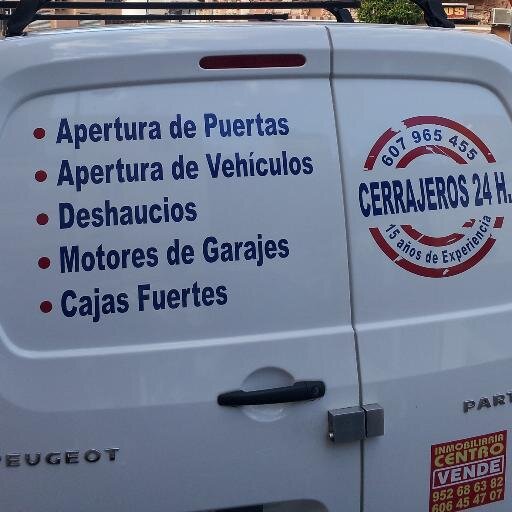 Apertura de Puertas
Apertura de Vehículos
Deshaucios
Motores de Garajes
Cajas Fuertes
607 965 455
CERRAJEROS 24 H.
15 años de Experiencia
PEUGEOT
PART
INMOBILIARIA
CENTRO
VENDE
952 68 63 82
606 45 47 07